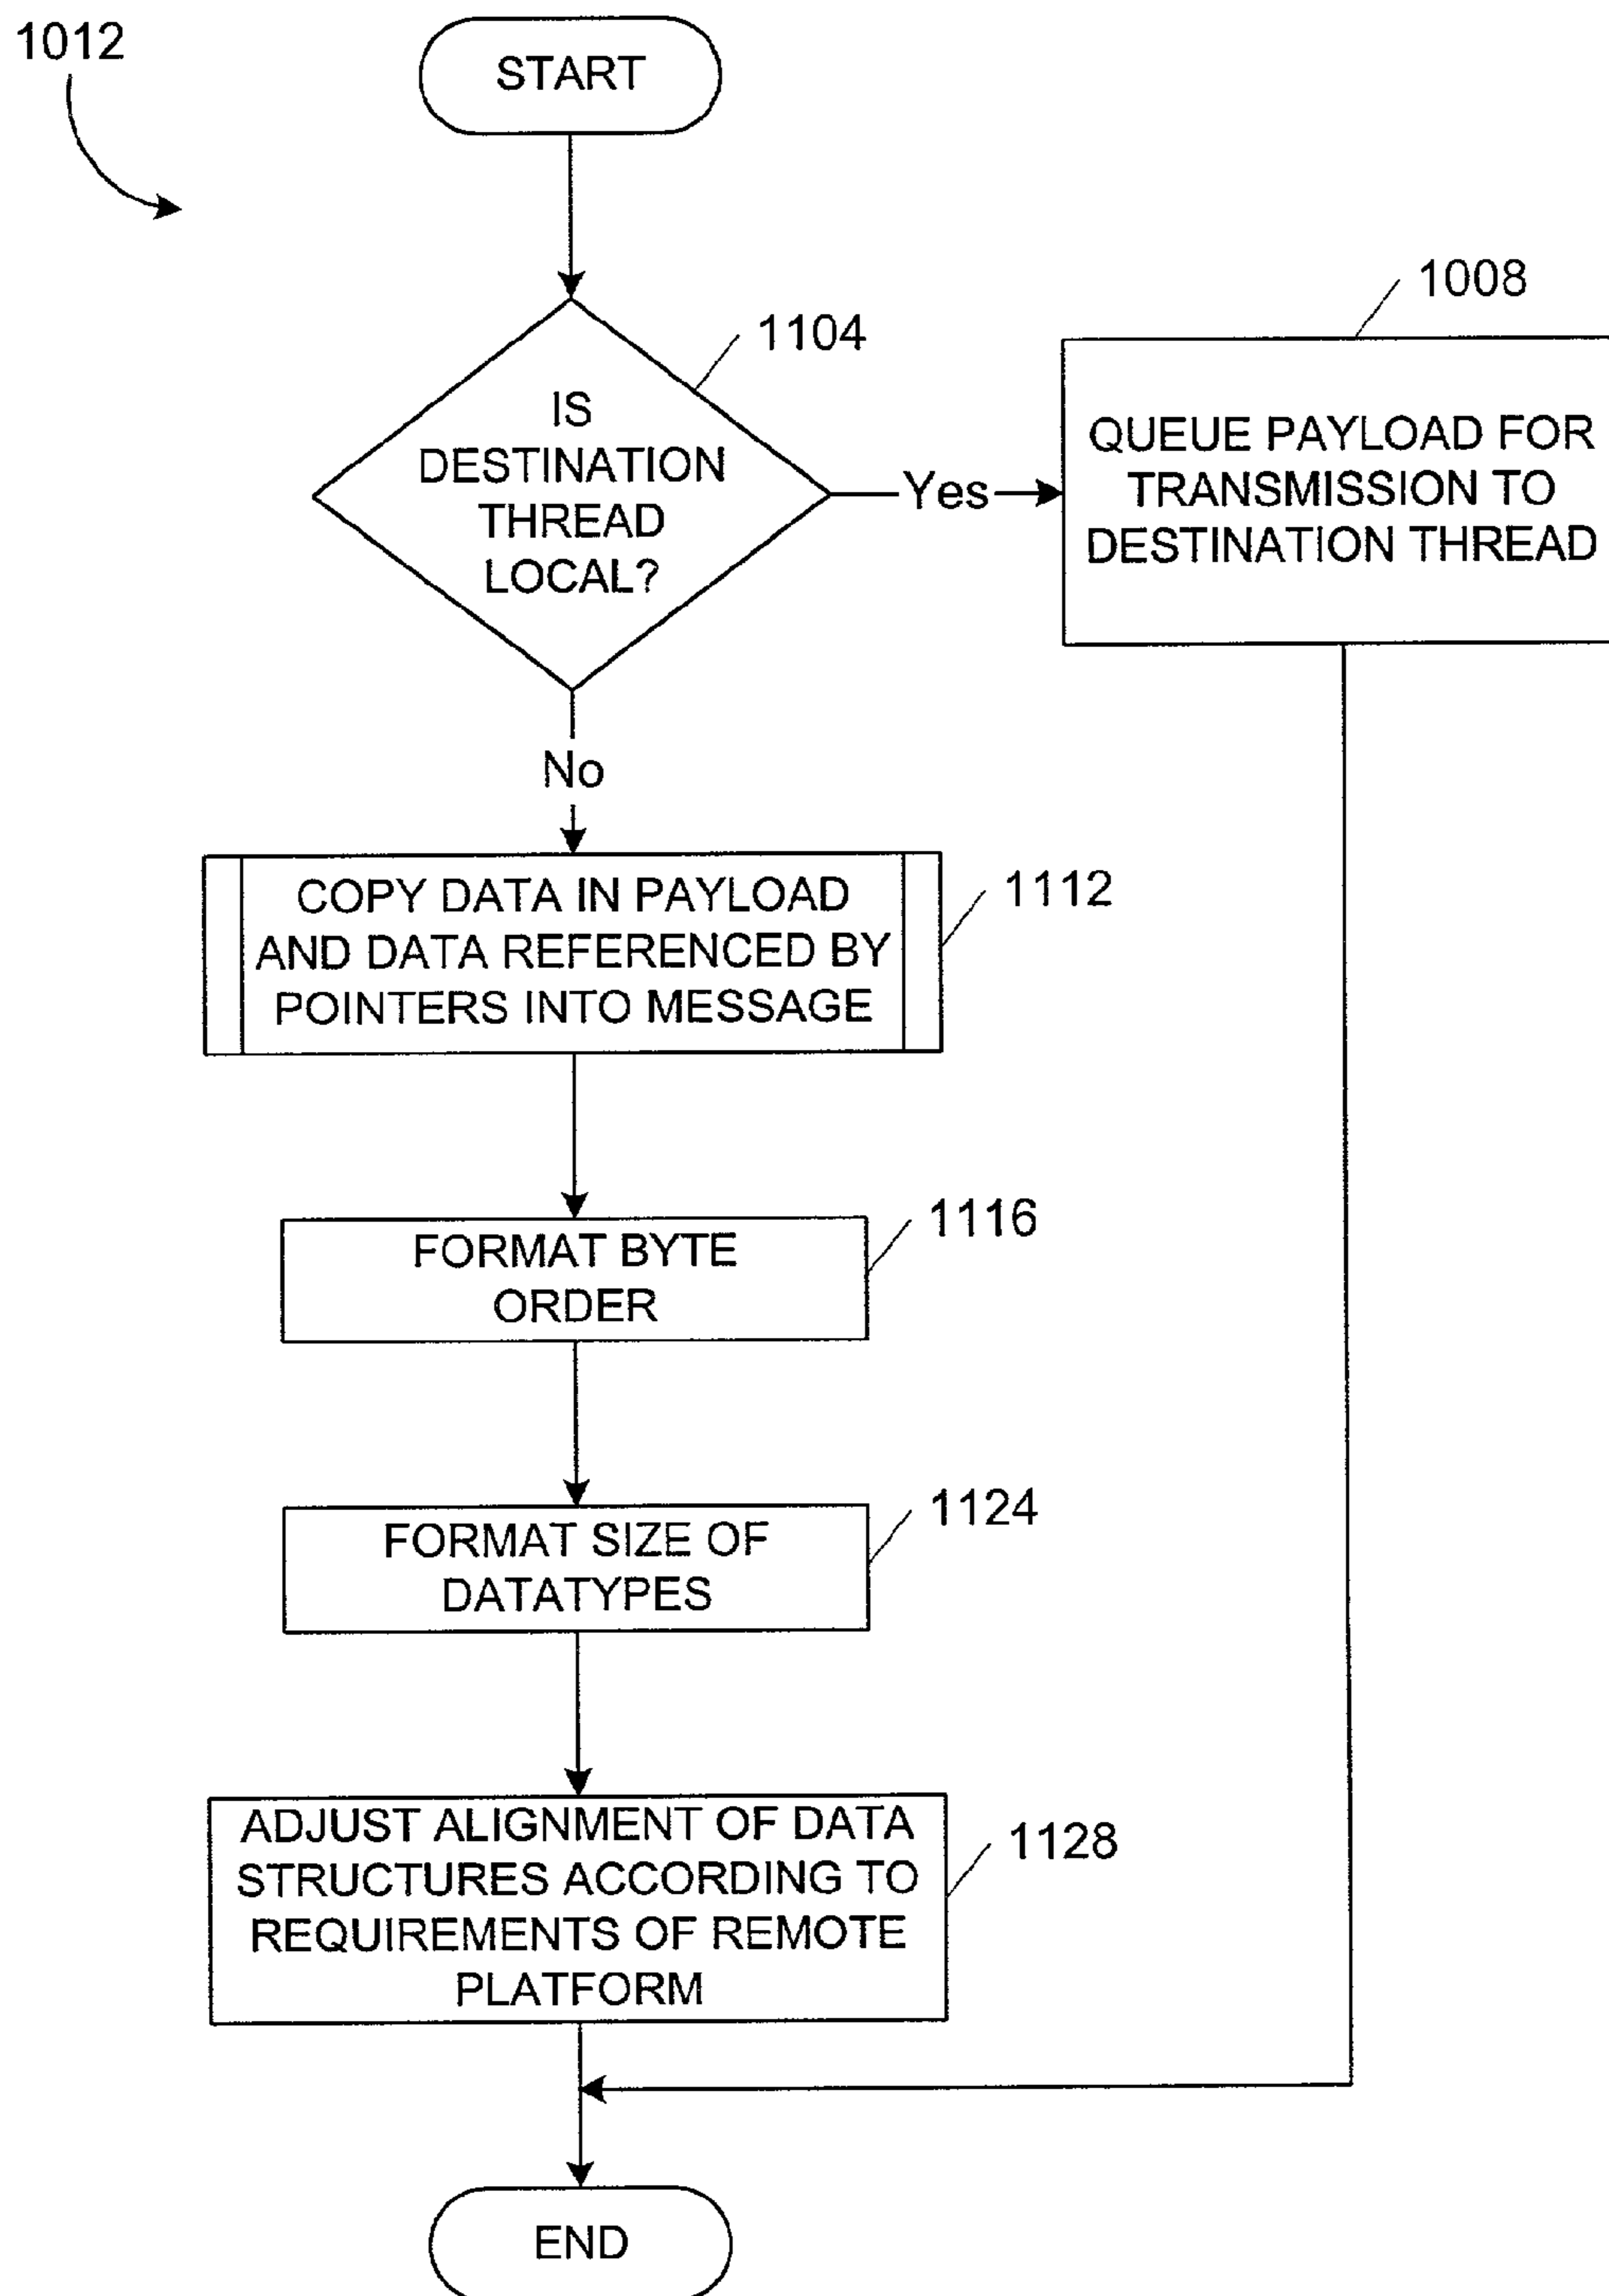 1012
START
1104
IS
DESTINATION
THREAD
LOCAL?
Yes
1008
QUEUE PAYLOAD FOR
TRANSMISSION TO
DESTINATION THREAD
No
COPY DATA IN PAYLOAD
AND DATA REFERENCED BY
POINTERS INTO MESSAGE
1112
FORMAT BYTE
ORDER
1116
FORMAT SIZE OF
DATATYPES
1124
ADJUST ALIGNMENT OF DATA
STRUCTURES ACCORDING TO
REQUIREMENTS OF REMOTE
PLATFORM
1128
END